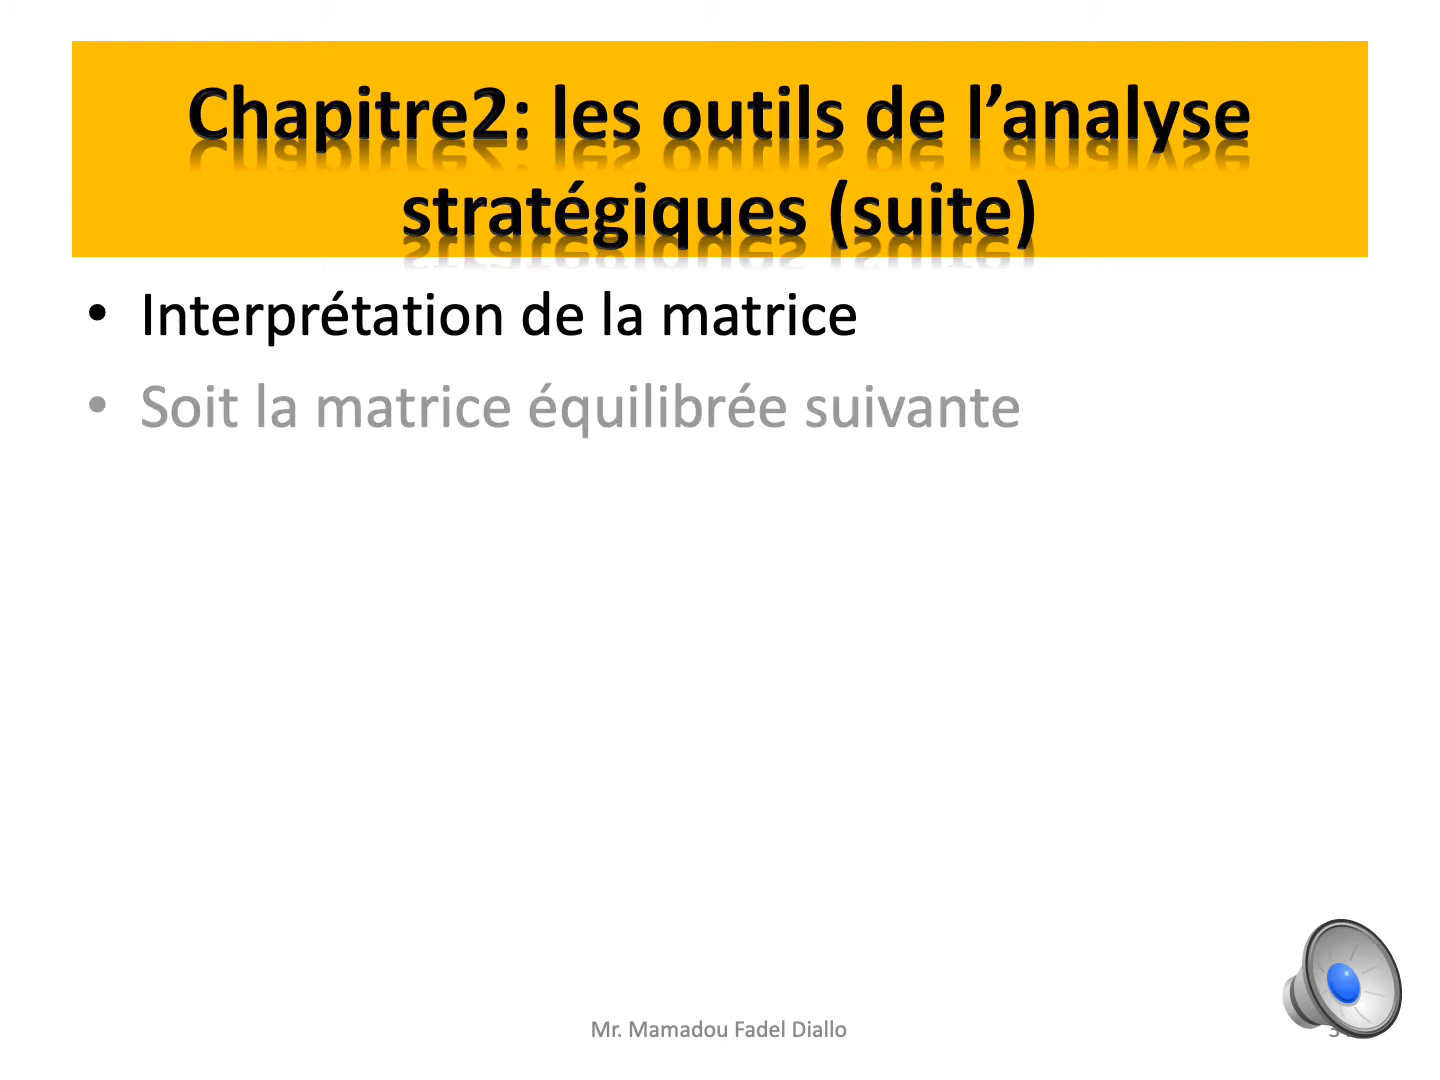 Chapitre2: les outils de l’analyse
stratégiques (suite)
• Interprétation de la matrice
• Soit la matrice équilibrée suivante
Mr. Mamadou Fadel Diallo